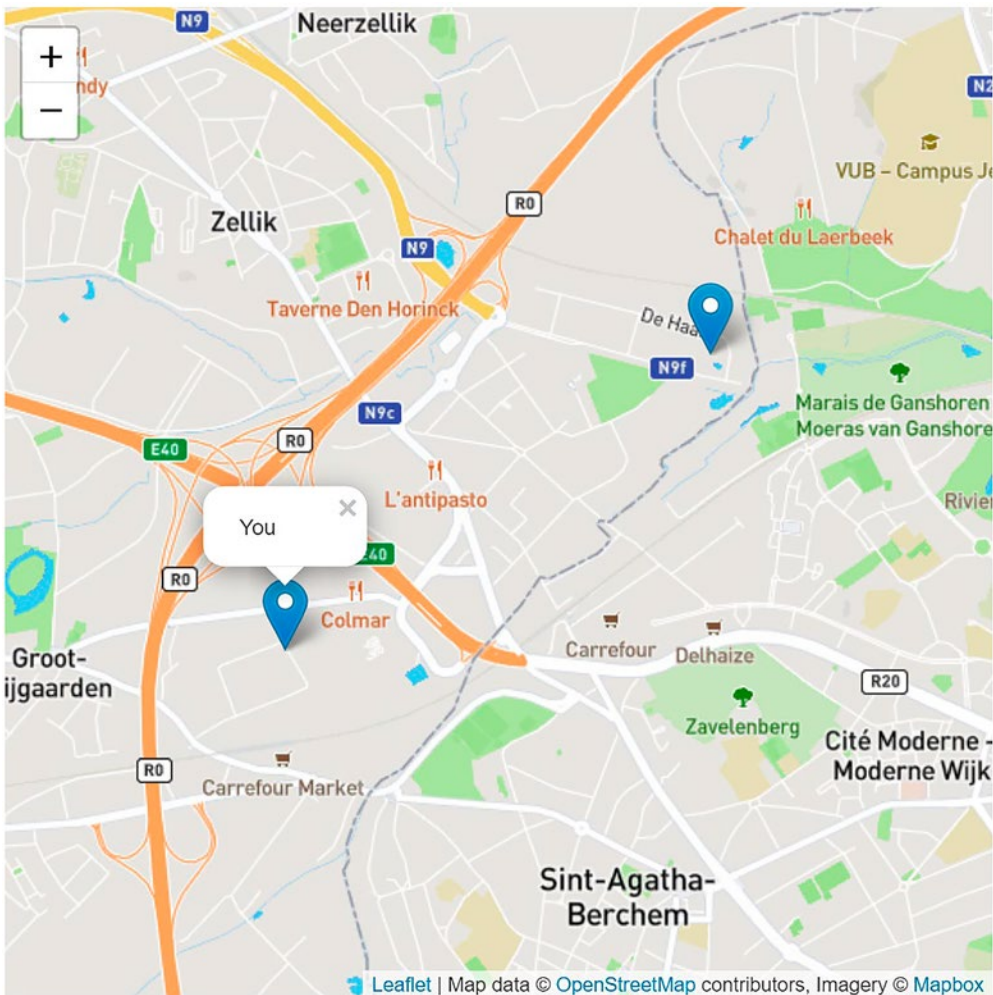 N9
Neerzellik
+
ndy
−
N2
VUB – Campus Je
R0
Zellik
Chalet du Laerbeek
N9
Taverne Den Horinck
De Haa
N9f
Marais de Ganshoren
Moeras van Ganshore
N9c
R0
E40
L'antipasto
Rivier
You
×
E40
R0
Colmar
Carrefour
Delhaize
Groot-
ijgaarden
R20
Zavelenberg
Cité Moderne -
Moderne Wijk
R0
Carrefour Market
Sint-Agatha-
Berchem
Leaflet | Map data © OpenStreetMap contributors, Imagery © Mapbox